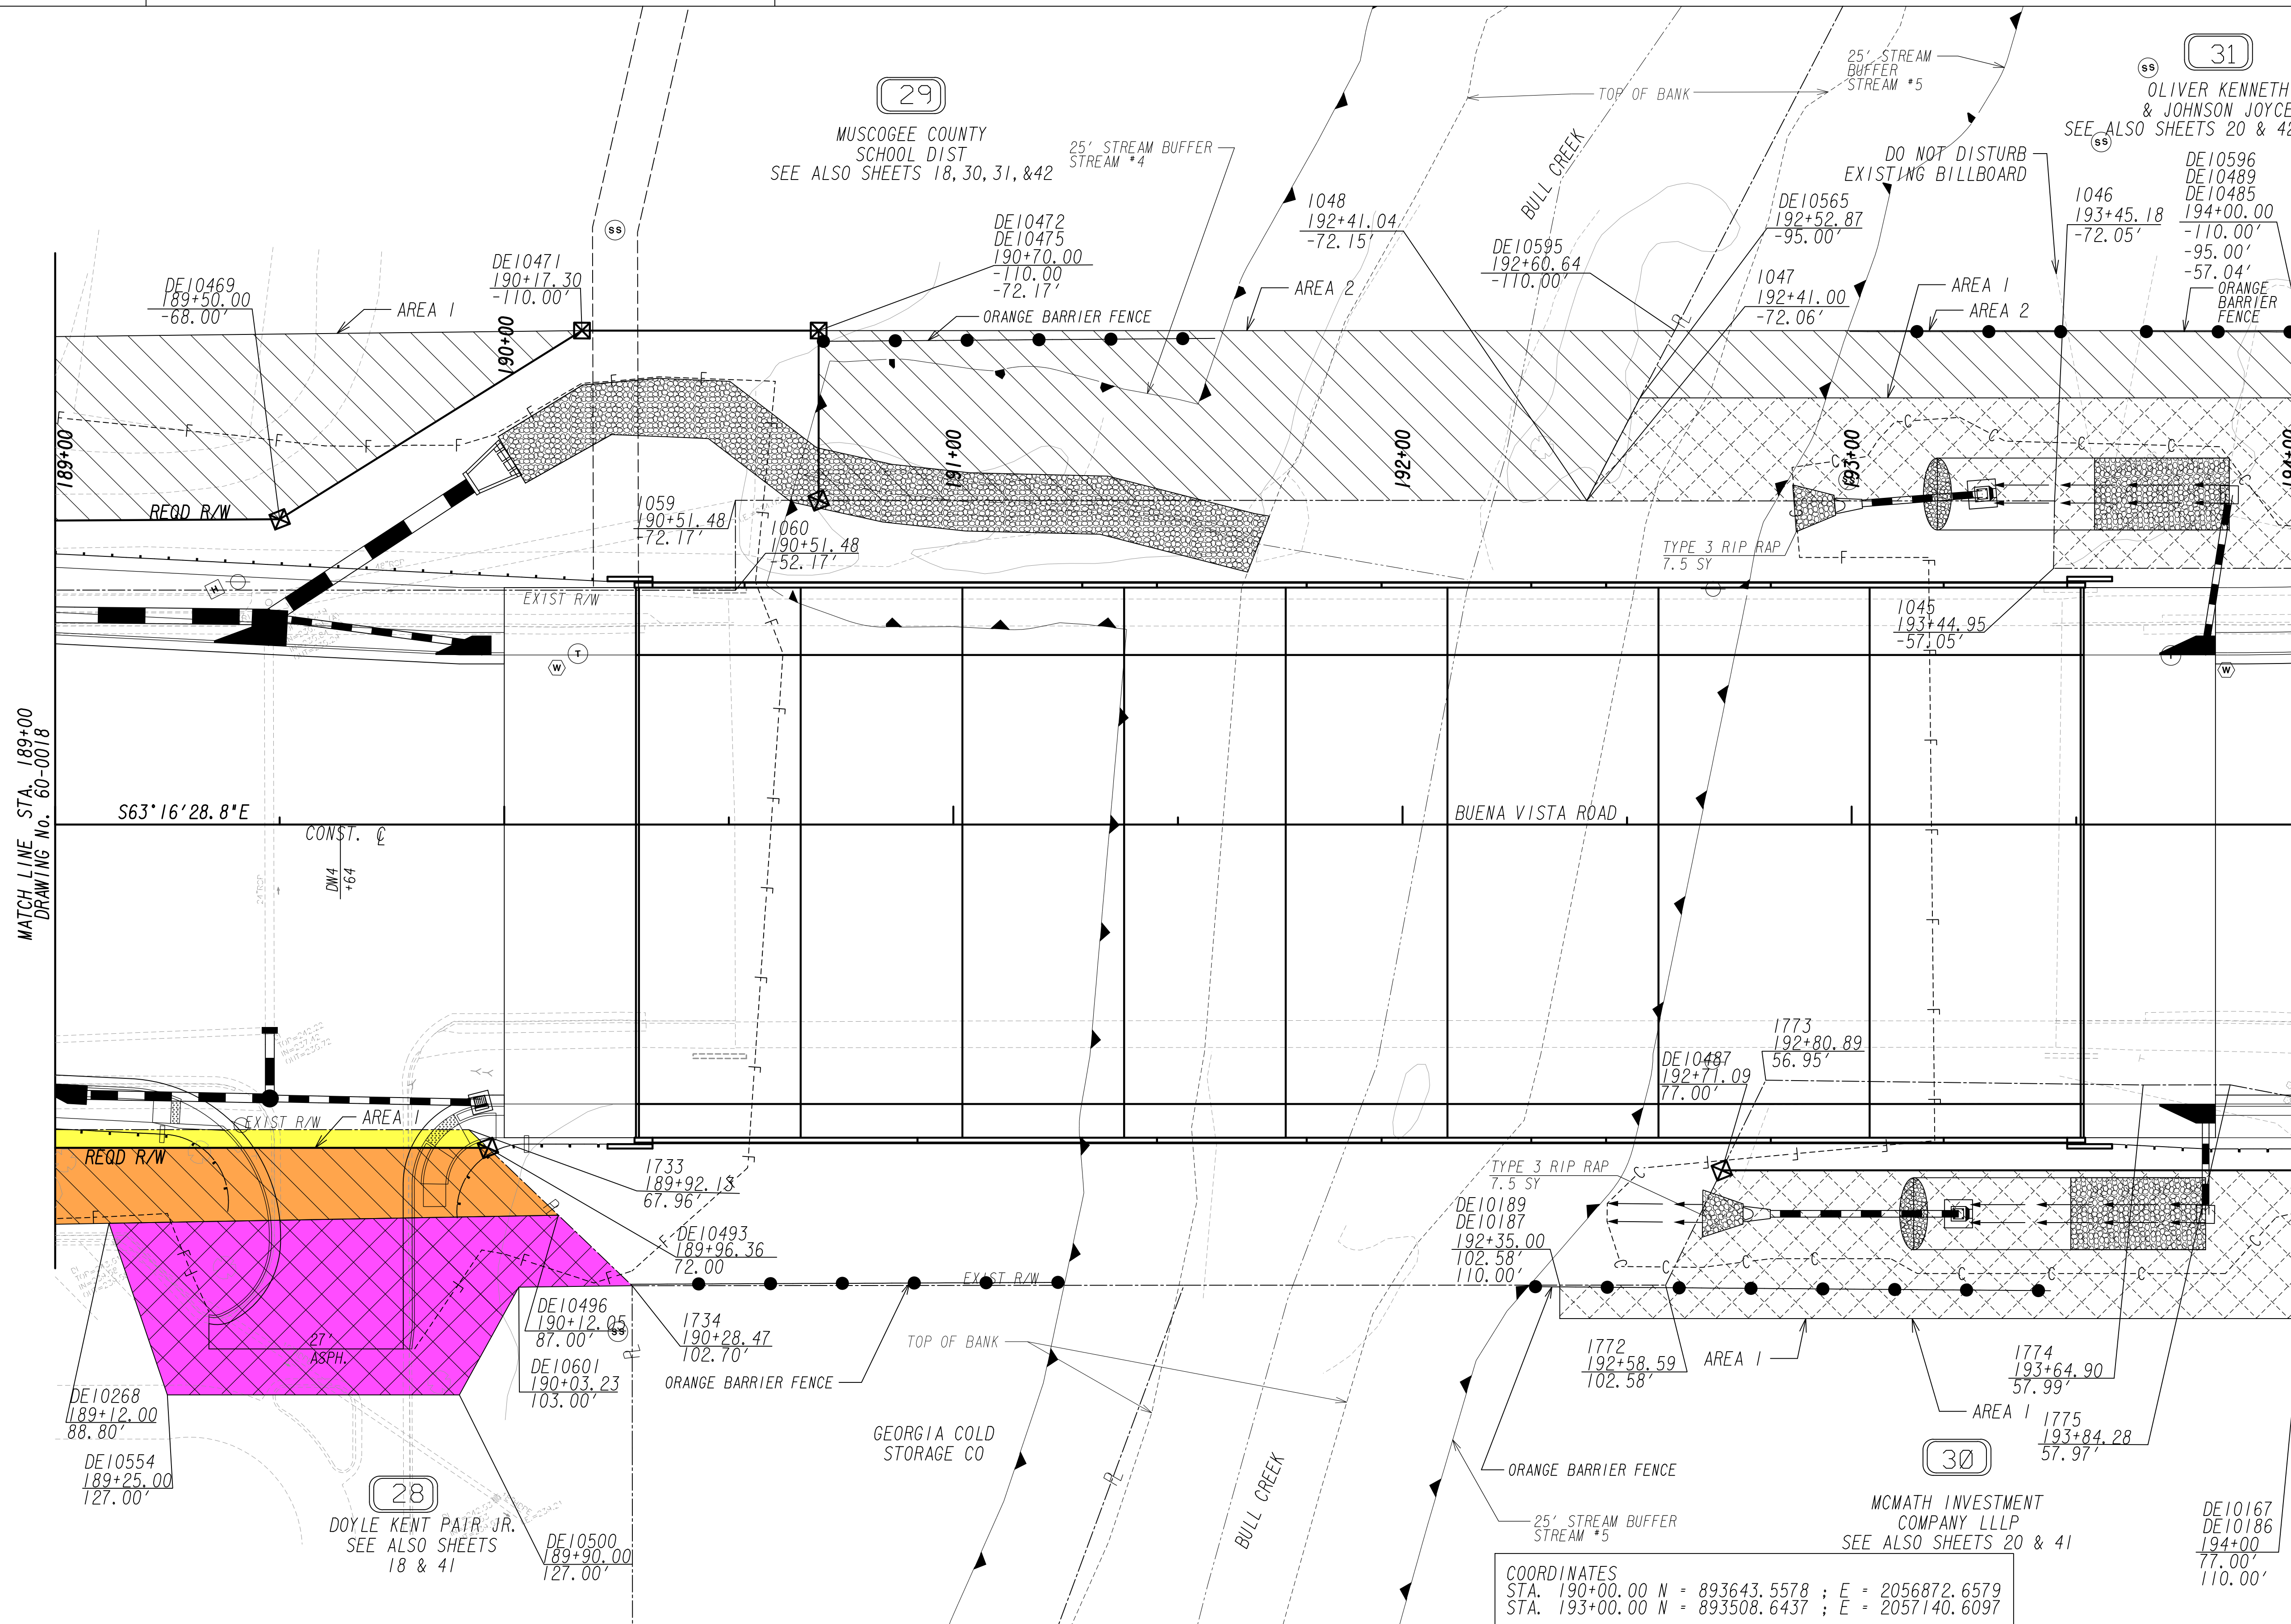 29
MUSCOGEE COUNTY
SCHOOL DIST
SEE ALSO SHEETS 18,30,31,&42
25' STREAM BUFFER
STREAM #4
TOP OF BANK
25' STREAM
BUFFER
STREAM #5
31
SS
OLIVER KENNETH
& JOHNSON JOYCE
SEE ALSO SHEETS 20 & 42
SS
DO NOT DISTURB
EXISTING BILLBOARD
BULL CREEK
SS
DE10469
189+50.00
-68.00'
AREA 1
DE10471
190+17.30
-110.00'
DE10472
DE10475
190+70.00
-110.00
-72.17'
ORANGE BARRIER FENCE
AREA 2
1048
192+41.04
-72.15'
DE10595
192+60.64
-110.00'
DE10565
192+52.87
-95.00'
1047
192+41.00
-72.06'
1046
193+45.18
-72.05'
DE10596
DE10489
DE10485
194+00.00
-110.00'
-95.00'
-57.04'
AREA 1
AREA 2
ORANGE
BARRIER
FENCE
PL
189+00
190+00
191+00
192+00
193+00
194+00
REQD R/W
1059
190+51.48
-72.17'
1060
190+51.48
-52.17'
TYPE 3 RIP RAP
7.5 SY
EXIST R/W
H
W
T
1045
193+44.95
-57.05'
T
W
MATCH LINE STA. 189+00
DRAWING No. 60-0018
S63°16'28.8"E
CONST. ℄
DW4
+64
BUENA VISTA ROAD
EXIST R/W
AREA 1
REQD R/W
1733
189+92.13
67.96'
DE10493
189+96.36
72.00
DE10496
190+12.05
87.00'
SS
DE10601
190+03.23
103.00'
1734
190+28.47
102.70'
EXIST R/W
ORANGE BARRIER FENCE
TOP OF BANK
PL
27'
ASPH.
DE10268
189+12.00
88.80'
DE10554
189+25.00
127.00'
28
DOYLE KENT PAIR JR.
SEE ALSO SHEETS
18 & 41
DE10500
189+90.00
127.00'
GEORGIA COLD
STORAGE CO
PL
BULL CREEK
DE10487
192+71.09
77.00'
1773
192+80.89
56.95'
TYPE 3 RIP RAP
7.5 SY
DE10189
DE10187
192+35.00
102.58'
110.00'
1772
192+58.59
102.58'
AREA 1
ORANGE BARRIER FENCE
25' STREAM BUFFER
STREAM #5
1774
193+64.90
57.99'
AREA 1
1775
193+84.28
57.97'
30
MCMATH INVESTMENT
COMPANY LLLP
SEE ALSO SHEETS 20 & 41
DE10167
DE10186
194+00
77.00'
110.00'
COORDINATES
STA. 190+00.00 N = 893643.5578 ; E = 2056872.6579
STA. 193+00.00 N = 893508.6437 ; E = 2057140.6097